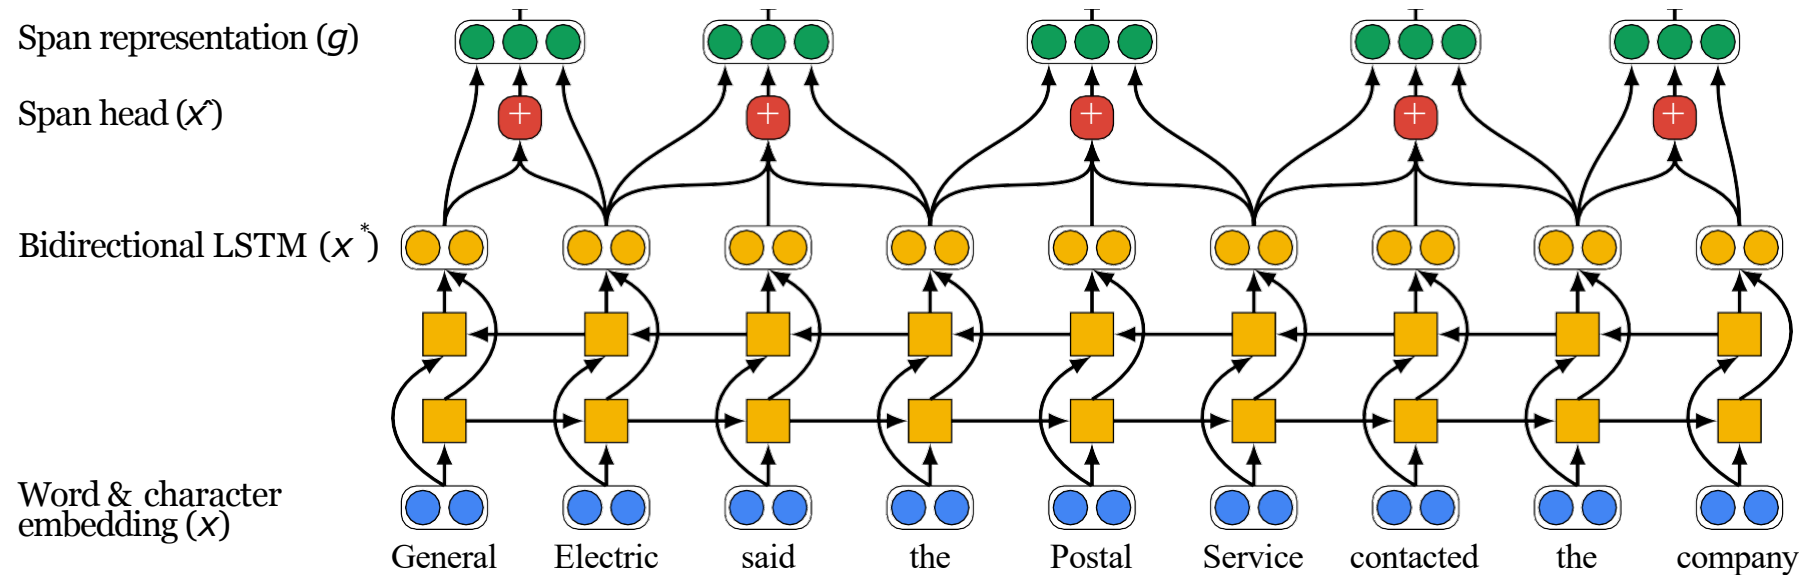 Span representation (g)
Span head (x̂)
+ + + + +
Bidirectional LSTM (x*)
Word & character
embedding (x)
General Electric said the Postal Service contacted the company